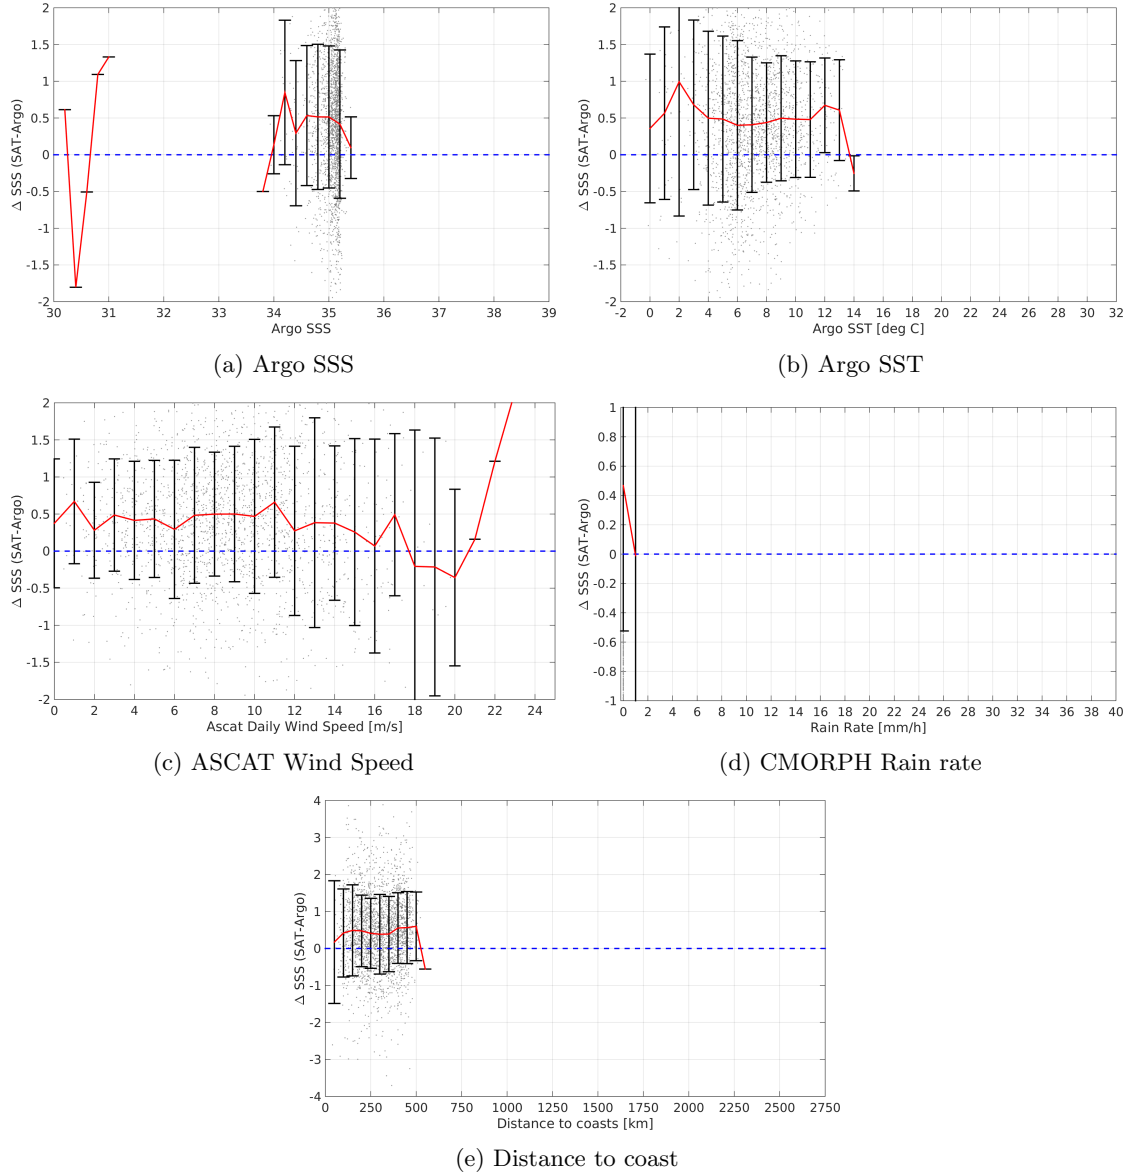 2
1.5
1
0.5
0
-0.5
-1
-1.5
-2
Δ SSS (SAT-Argo)
30 31 32 33 34 35 36 37 38 39
Argo SSS
(a) Argo SSS
2
1.5
1
0.5
0
-0.5
-1
-1.5
-2
Δ SSS (SAT-Argo)
-2 0 2 4 6 8 10 12 14 16 18 20 22 24 26 28 30 32
Argo SST [deg C]
(b) Argo SST
2
1.5
1
0.5
0
-0.5
-1
-1.5
-2
Δ SSS (SAT-Argo)
0 2 4 6 8 10 12 14 16 18 20 22 24
Ascat Daily Wind Speed [m/s]
(c) ASCAT Wind Speed
1
0.8
0.6
0.4
0.2
0
-0.2
-0.4
-0.6
-0.8
-1
Δ SSS (SAT-Argo)
0 2 4 6 8 10 12 14 16 18 20 22 24 26 28 30 32 34 36 38 40
Rain Rate [mm/h]
(d) CMORPH Rain rate
4
3
2
1
0
-1
-2
-3
-4
Δ SSS (SAT-Argo)
0 250 500 750 1000 1250 1500 1750 2000 2250 2500 2750
Distance to coasts [km]
(e) Distance to coast